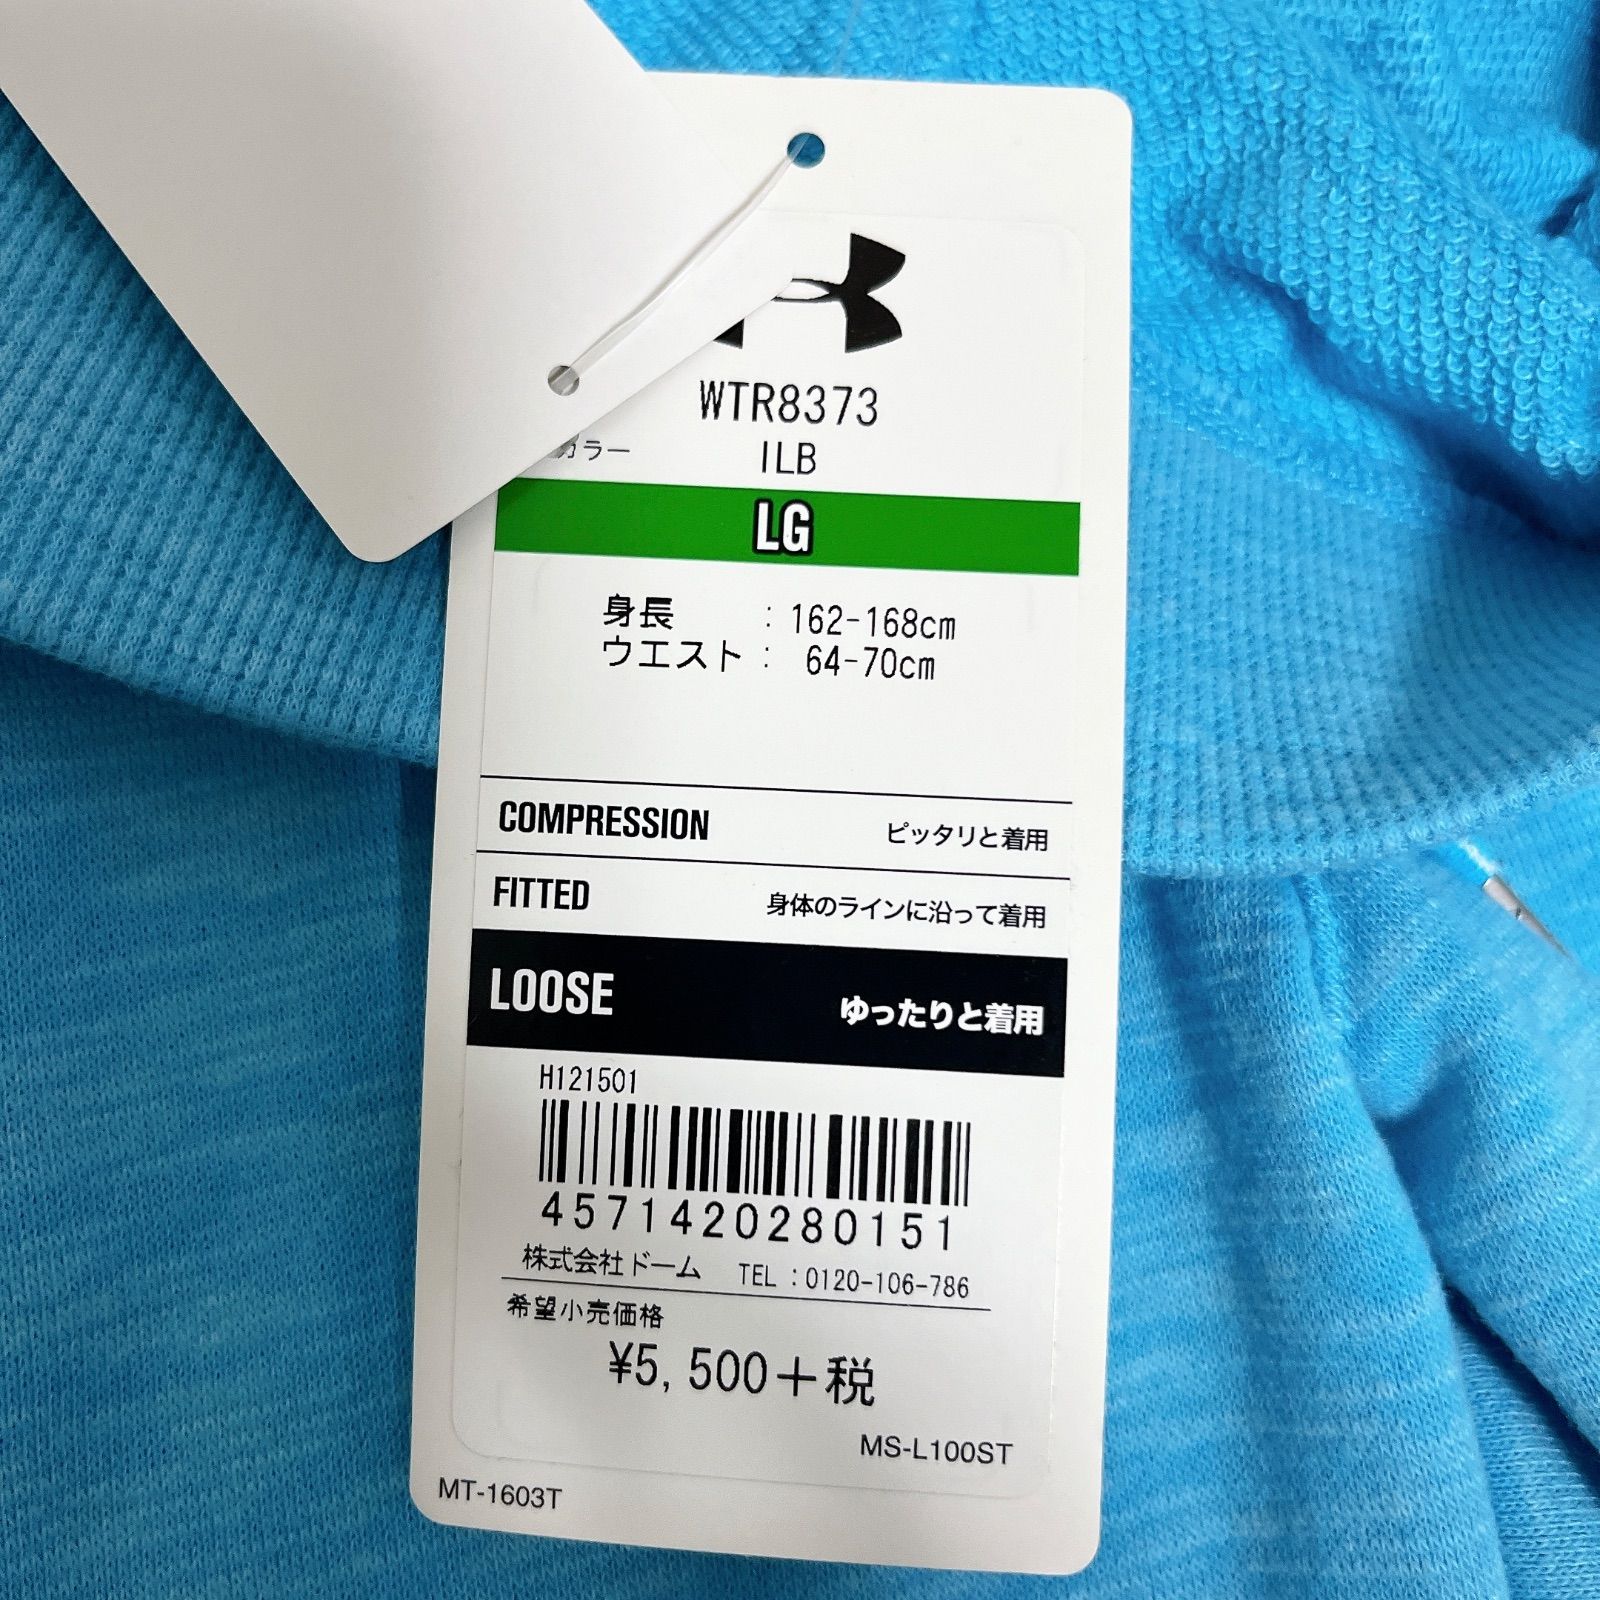 WTR8373
カラー ILB
LG
身長 : 162-168cm
ウエスト : 64-70cm
COMPRESSION ピッタリと着用
FITTED 身体のラインに沿って着用
LOOSE ゆったりと着用
H121501
4571420280151
株式会社ドーム TEL : 0120-106-786
希望小売価格
¥5,500+税
MS-L100ST
MT-1603T